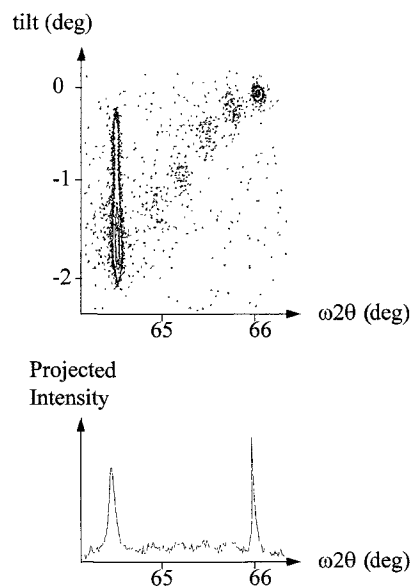 tilt (deg)
0
-1
-2
65
66
ω2θ (deg)
Projected
Intensity
65
66
ω2θ (deg)